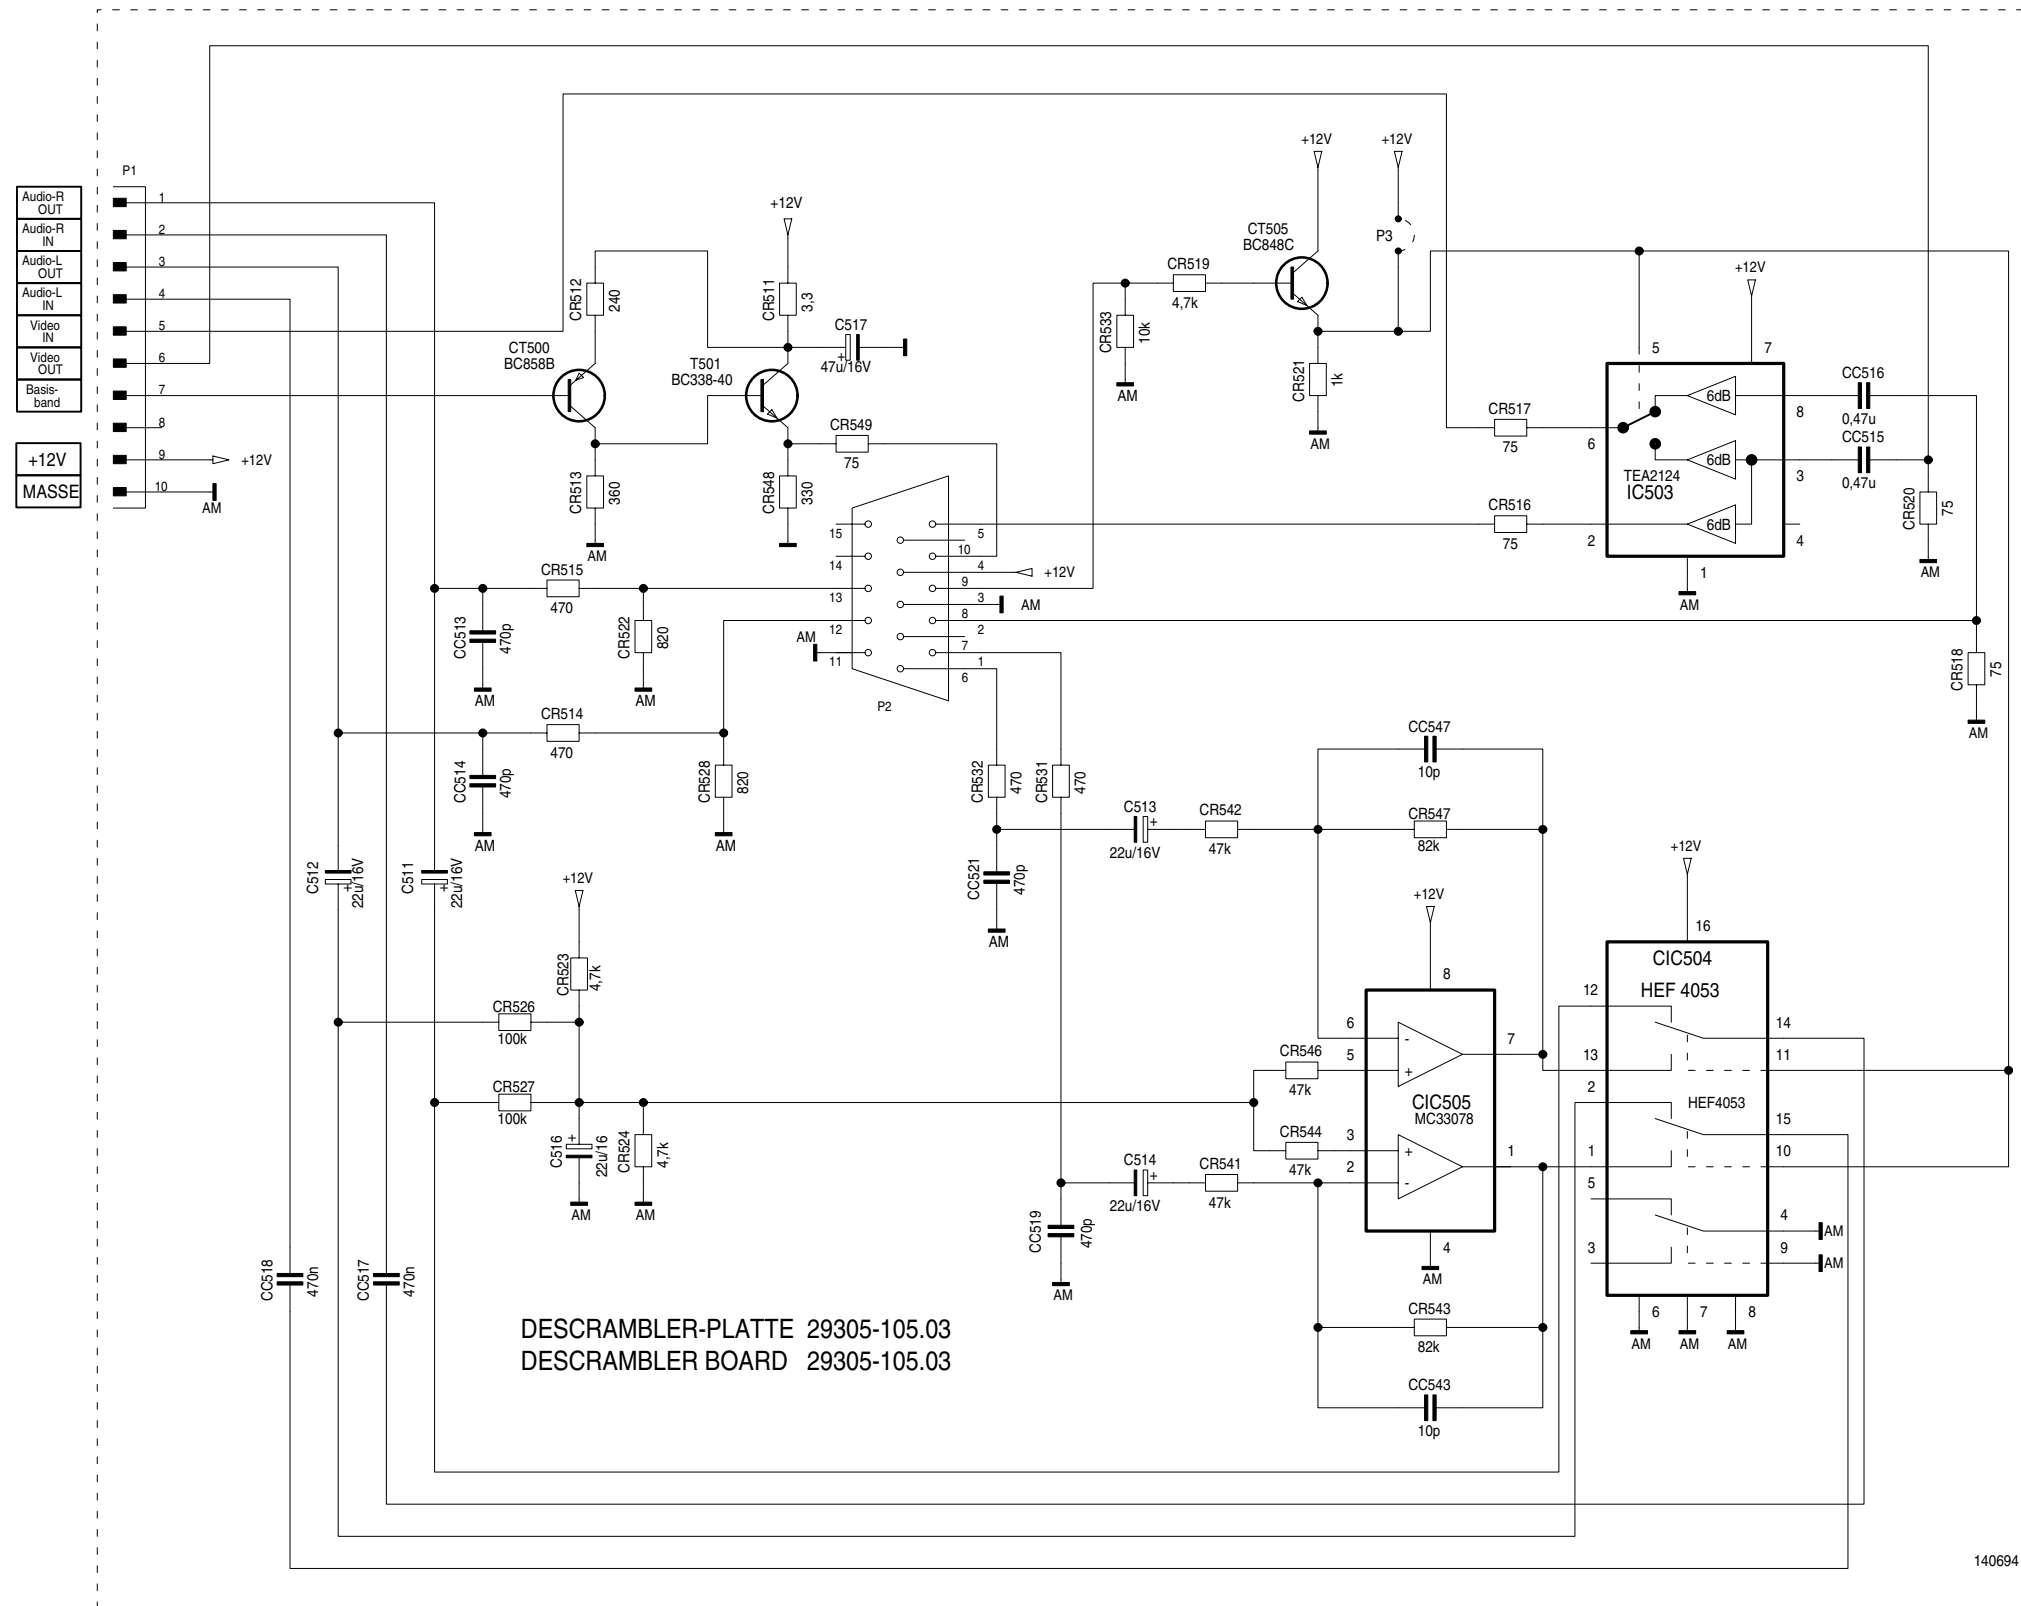 P1
Audio-R
OUT
1
Audio-R
IN
2
Audio-L
OUT
3
Audio-L
IN
4
Video
IN
5
Video
OUT
6
Basis-
band
7
8
+12V
9
+12V
MASSE
10
AM
CR512
240
+12V
CR511
3,3
C517
+
47u/16V
CT500
BC858B
T501
BC338-40
CR549
75
CR513
360
AM
CR548
330
CT505
BC848C
+12V
+12V
P3
CR519
4,7k
CR533
10k
AM
CR521
1k
AM
+12V
5
7
6dB
6dB
6dB
TEA2124
IC503
8
3
4
6
2
1
AM
CC516
0,47u
CC515
0,47u
CR517
75
CR516
75
CR520
75
AM
CR518
75
AM
15
14
13
12
11
AM
5
10
4
+12V
9
3
AM
8
2
7
1
6
P2
CR515
470
CC513
470p
AM
CR522
820
AM
CR514
470
CC514
470p
AM
CR528
820
AM
CR532
470
CR531
470
C513
+
22u/16V
CR542
47k
CC547
10p
CR547
82k
CC521
470p
AM
C512
+
22u/16V
C511
+
22u/16V
+12V
CR523
4,7k
CR526
100k
CR527
100k
C516
+
22u/16
AM
CR524
4,7k
AM
+12V
8
6
-
5
+
7
CIC505
MC33078
3
+
2
-
1
4
AM
CR546
47k
CR544
47k
C514
+
22u/16V
CR541
47k
CC519
470p
AM
CR543
82k
CC543
10p
+12V
16
CIC504
HEF 4053
12
14
13
11
2
HEF4053
15
1
10
5
4
AM
3
9
AM
6
7
8
AM
AM
AM
CC518
470n
CC517
470n
DESCRAMBLER-PLATTE 29305-105.03
DESCRAMBLER BOARD 29305-105.03
140694